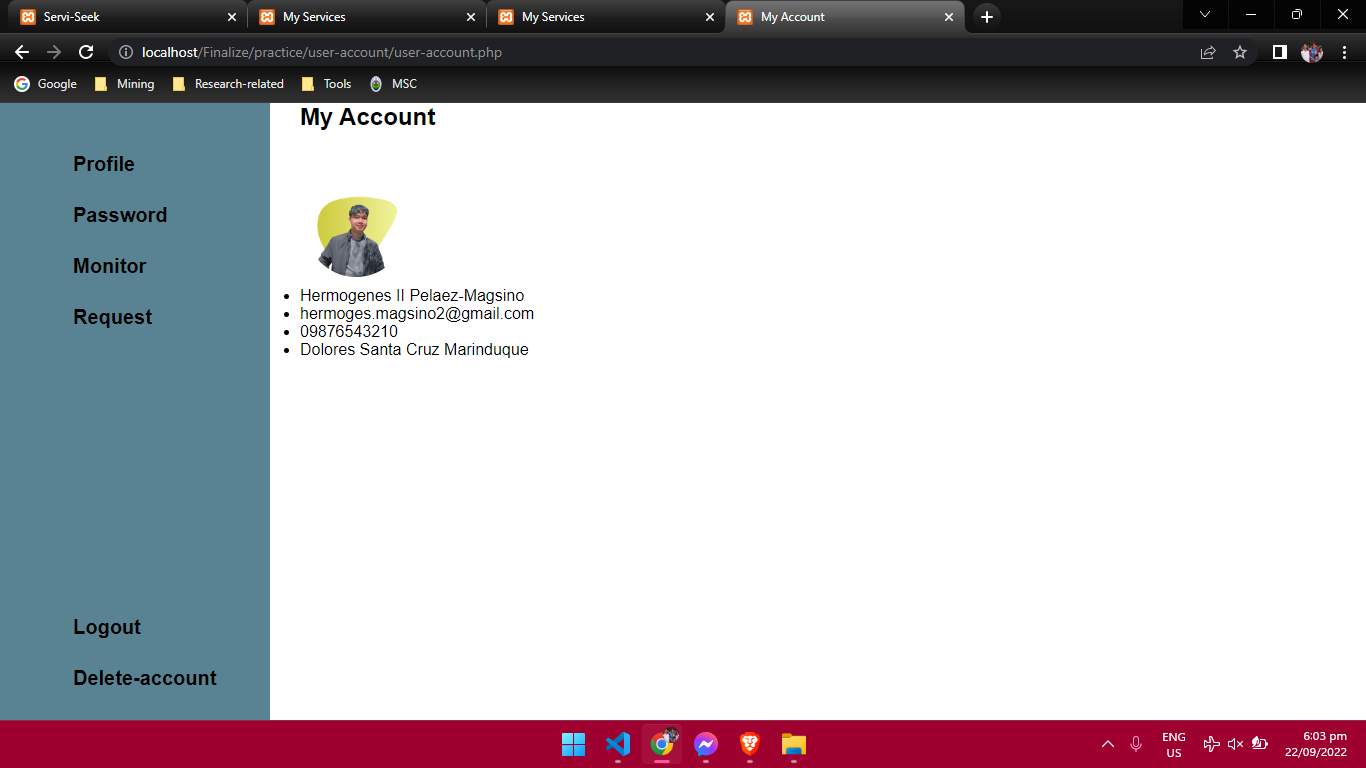 Servi-Seek
My Services
My Services
My Account
localhost/Finalize/practice/user-account/user-account.php
Google
Mining
Research-related
Tools
MSC
My Account
Profile
Password
Monitor
Request
Hermogenes II Pelaez-Magsino
hermoges.magsino2@gmail.com
09876543210
Dolores Santa Cruz Marinduque
Logout
Delete-account
ENG
US
6:03 pm
22/09/2022